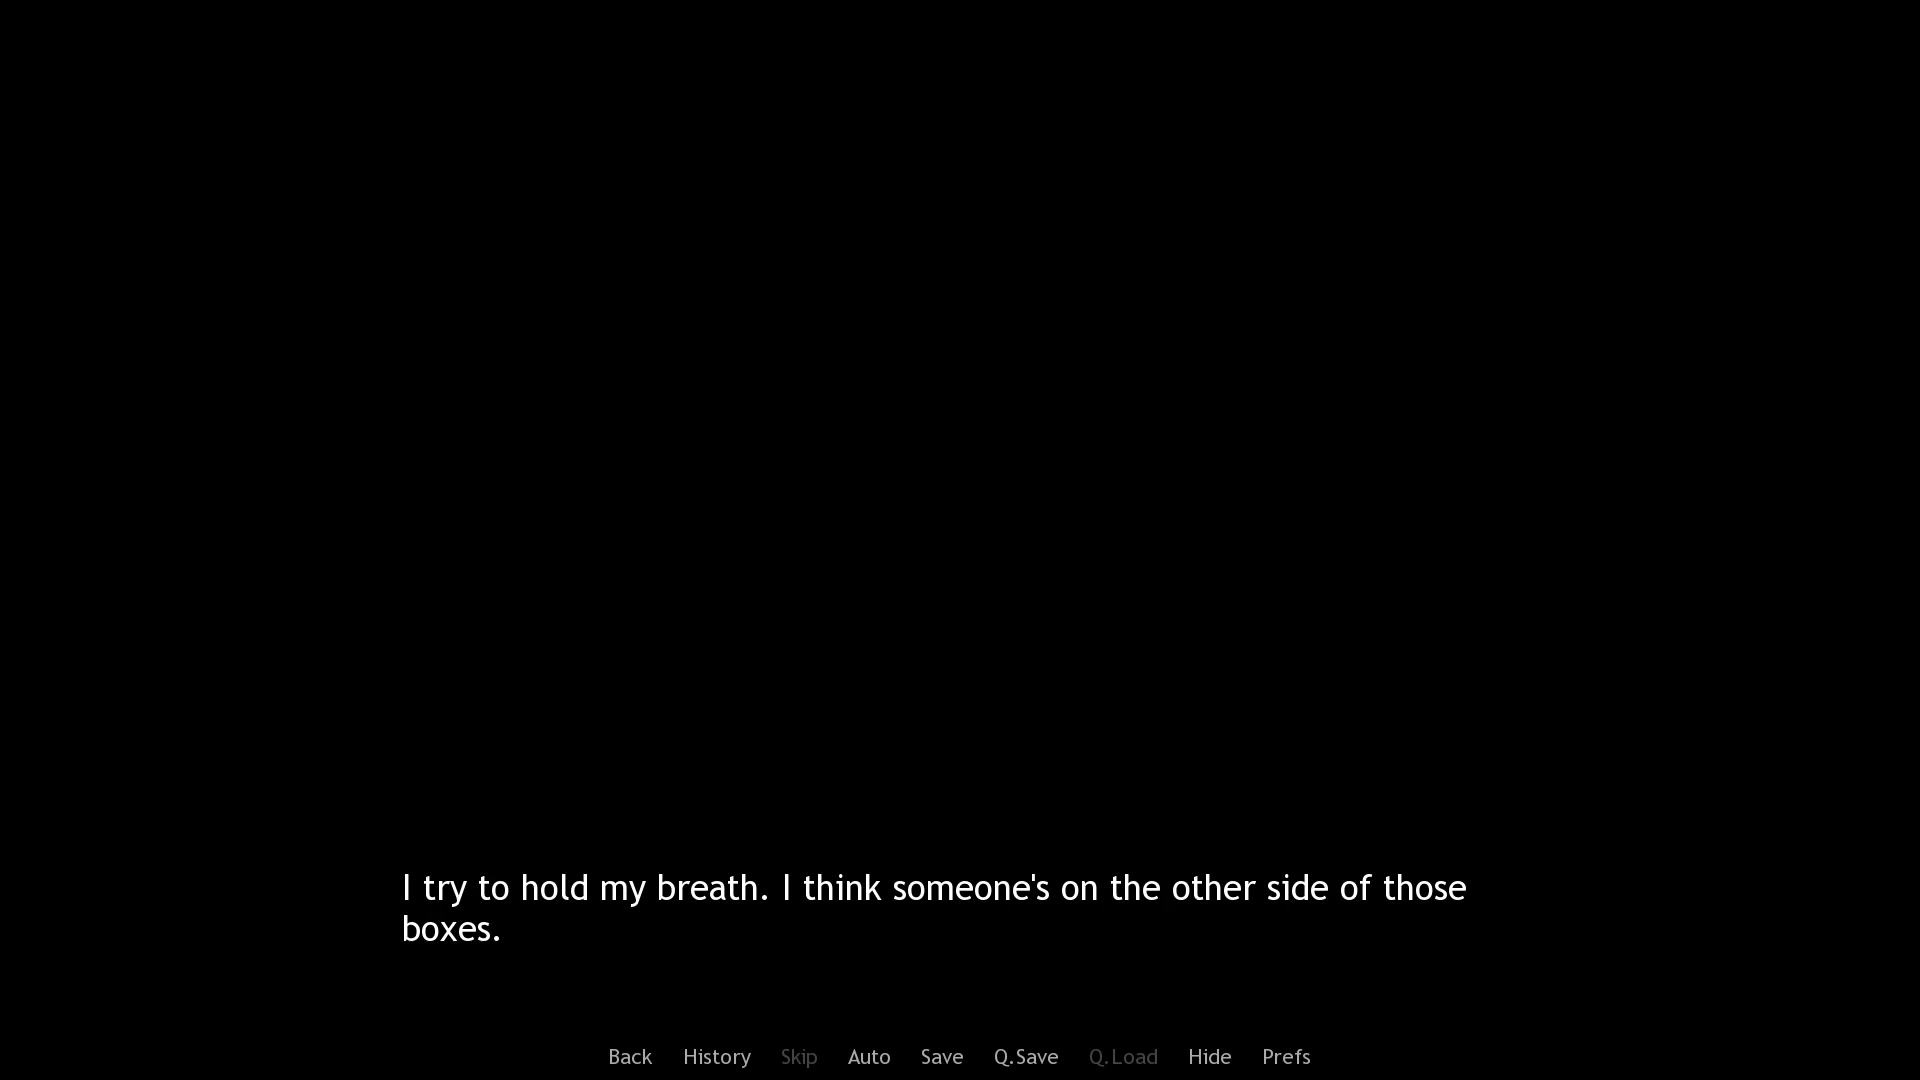 I try to hold my breath. I think someone's on the other side of those
boxes.
Back History Skip Auto Save Q.Save Q.Load Hide Prefs